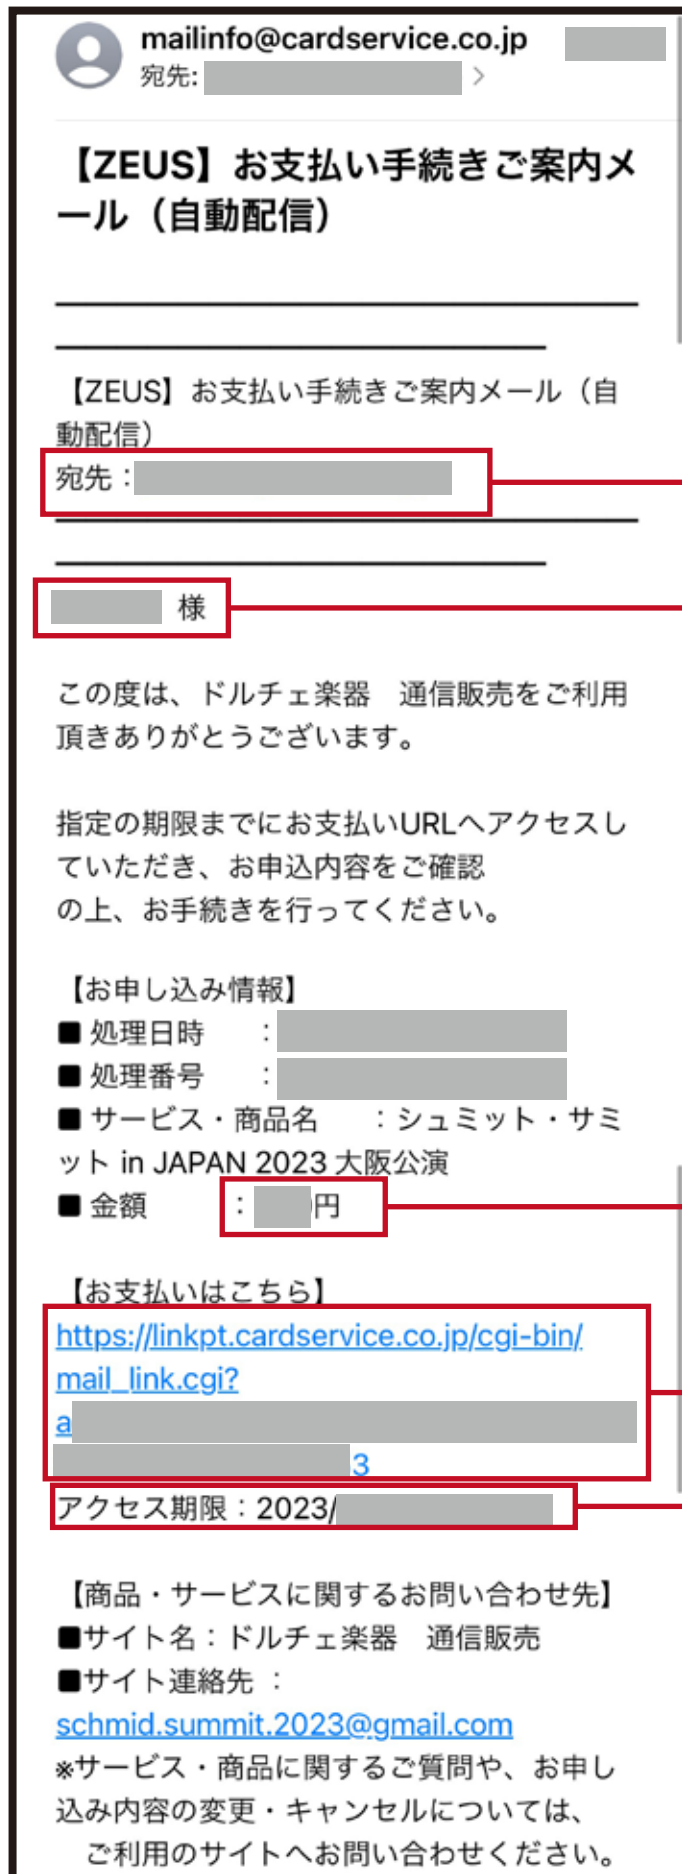 mailinfo@cardservice.co.jp
宛先:
【ZEUS】お支払い手続きご案内メ
ール（自動配信）
【ZEUS】お支払い手続きご案内メール（自
動配信）
宛先：
様
この度は、ドルチェ楽器　通信販売をご利用
頂きありがとうございます。
指定の期限までにお支払いURLへアクセスし
ていただき、お申込内容をご確認
の上、お手続きを行ってください。
【お申し込み情報】
■ 処理日時　　：
■ 処理番号　　：
■ サービス・商品名　　：シュミット・サミ
ット in JAPAN 2023 大阪公演
■ 金額　　　：　円
【お支払いはこちら】
https://linkpt.cardservice.co.jp/cgi-bin/
mail_link.cgi?
a
3
アクセス期限：2023/
【商品・サービスに関するお問い合わせ先】
■サイト名：ドルチェ楽器　通信販売
■サイト連絡先 ：
schmid.summit.2023@gmail.com
※サービス・商品に関するご質問や、お申し
込み内容の変更・キャンセルについては、
　ご利用のサイトへお問い合わせください。